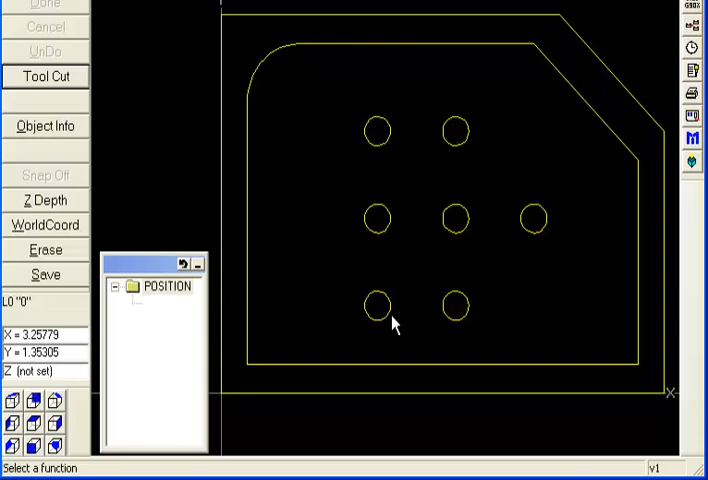 Done
Cancel
UnDo
Tool Cut
Object Info
Snap Off
Z Depth
WorldCoord
Erase
Save
L0 "0"
X = 3.25779
Y = 1.35305
Z (not set)
POSITION
X
Select a function
v1